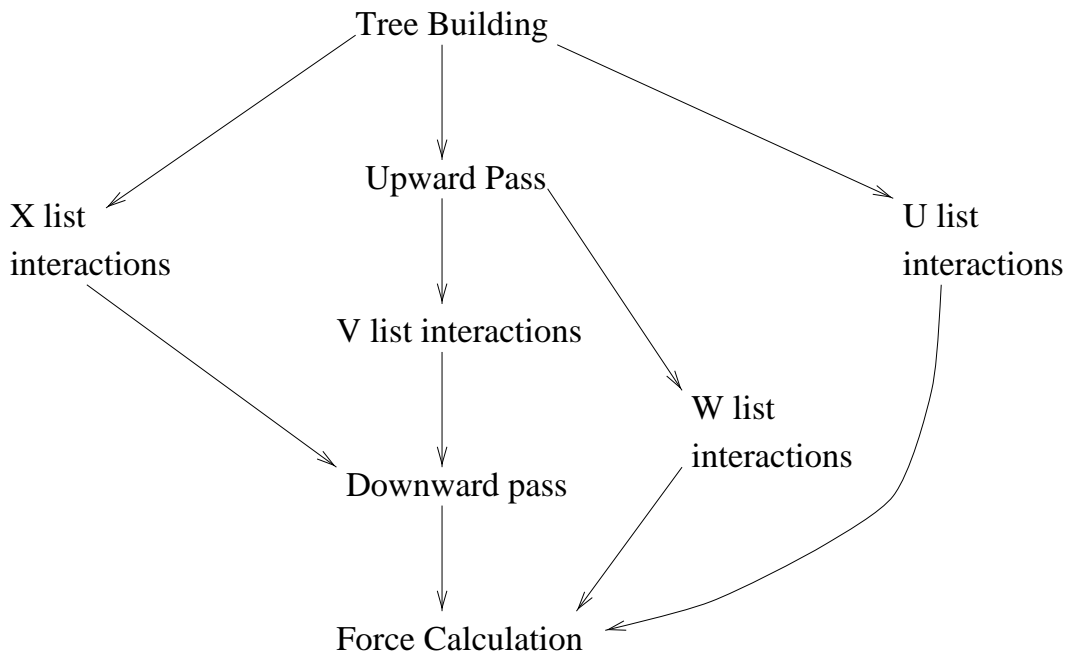 Tree Building
Upward Pass
X list
interactions
U list
interactions
V list interactions
W list
interactions
Downward pass
Force Calculation